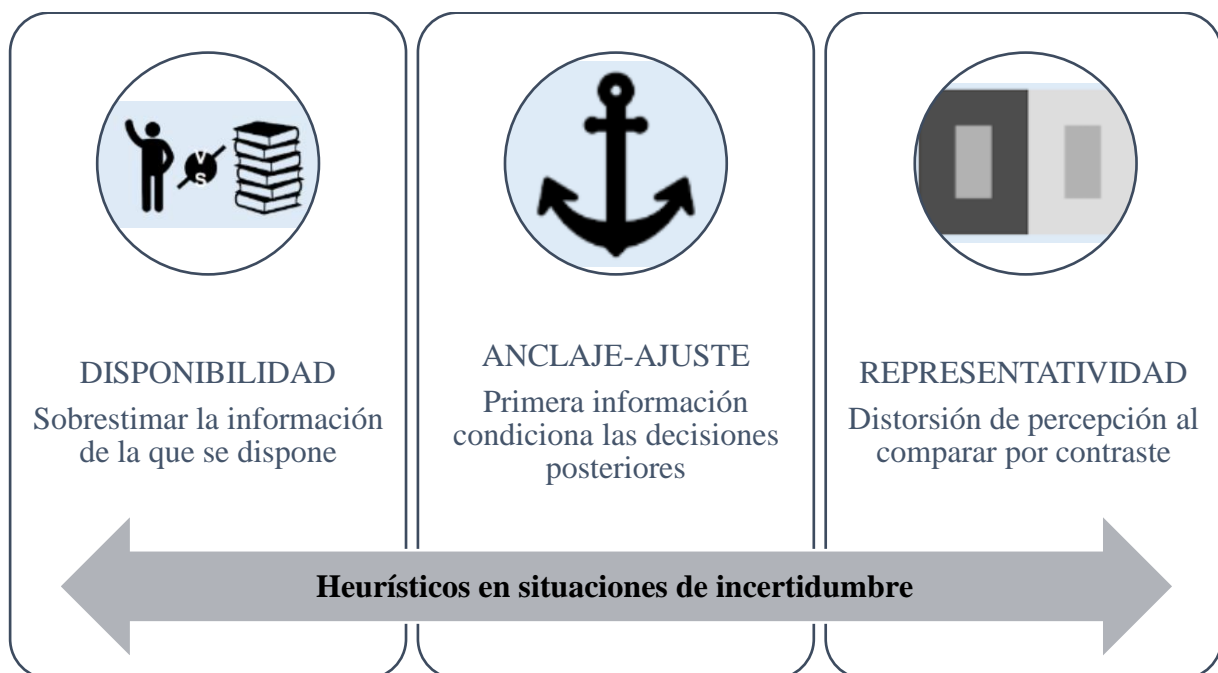 V
S
DISPONIBILIDAD
Sobrestimar la información
de la que se dispone
ANCLAJE-AJUSTE
Primera información
condiciona las decisiones
posteriores
REPRESENTATIVIDAD
Distorsión de percepción al
comparar por contraste
Heurísticos en situaciones de incertidumbre